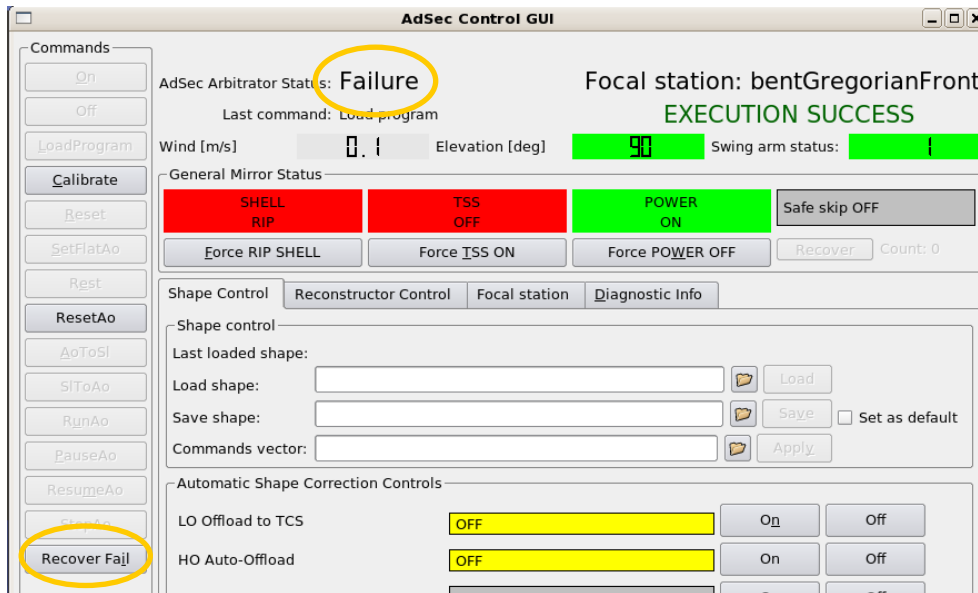 AdSec Control GUI
Commands
On
Off
LoadProgram
Calibrate
Reset
SetFlatAo
Rest
ResetAo
AoToSl
SlToAo
RunAo
PauseAo
ResumeAo
StopAo
Recover Fail
AdSec Arbitrator Status: Failure
Focal station: bentGregorianFront
Last command: Load program
EXECUTION SUCCESS
Wind [m/s] 0.1 Elevation [deg] 90 Swing arm status: 1
General Mirror Status
SHELL
RIP
TSS
OFF
POWER
ON
Safe skip OFF
Force RIP SHELL Force TSS ON Force POWER OFF Recover Count: 0
Shape Control Reconstructor Control Focal station Diagnostic Info
Shape control
Last loaded shape:
Load shape: Load
Save shape: Save Set as default
Commands vector: Apply
Automatic Shape Correction Controls
LO Offload to TCS OFF On Off
HO Auto-Offload OFF On Off